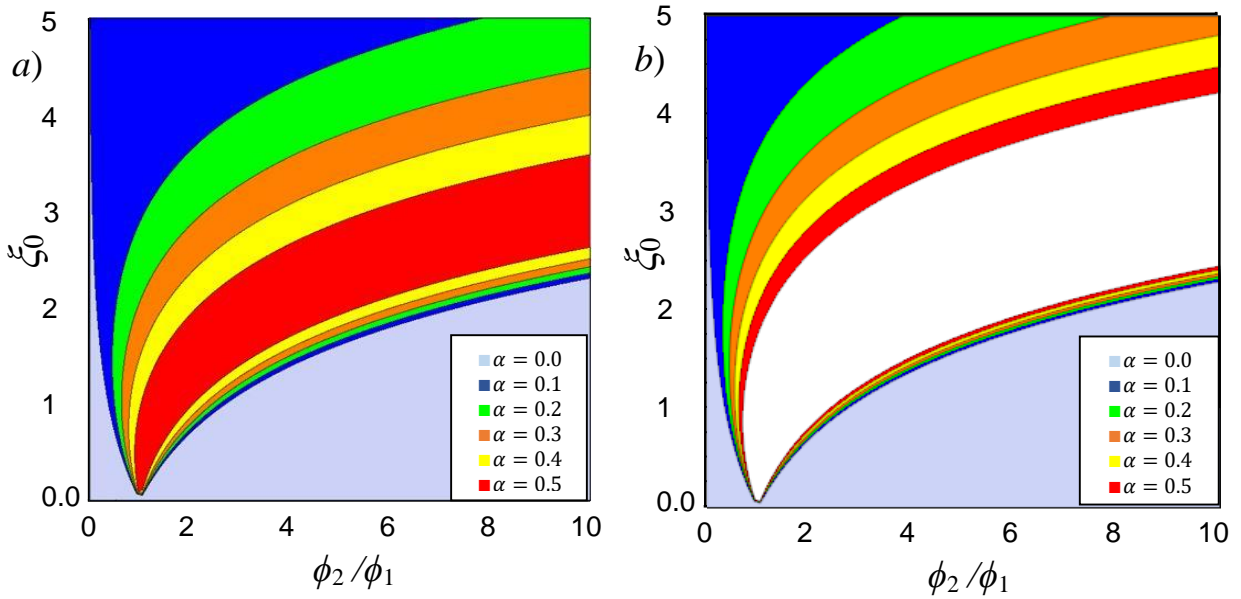 a)
5
4
3
2
1
0.0
ξ0
0 2 4 6 8 10
ϕ2 /ϕ1
α = 0.0
α = 0.1
α = 0.2
α = 0.3
α = 0.4
α = 0.5
b)
5
4
3
2
1
0.0
ξ0
0 2 4 6 8 10
ϕ2 /ϕ1
α = 0.0
α = 0.1
α = 0.2
α = 0.3
α = 0.4
α = 0.5